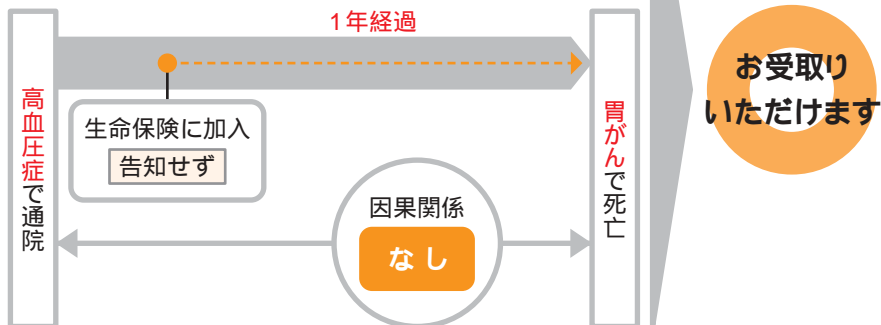 1年経過
高血圧症で通院
生命保険に加入
告知せず
因果関係
なし
胃がんで死亡
お受取り
いただけます